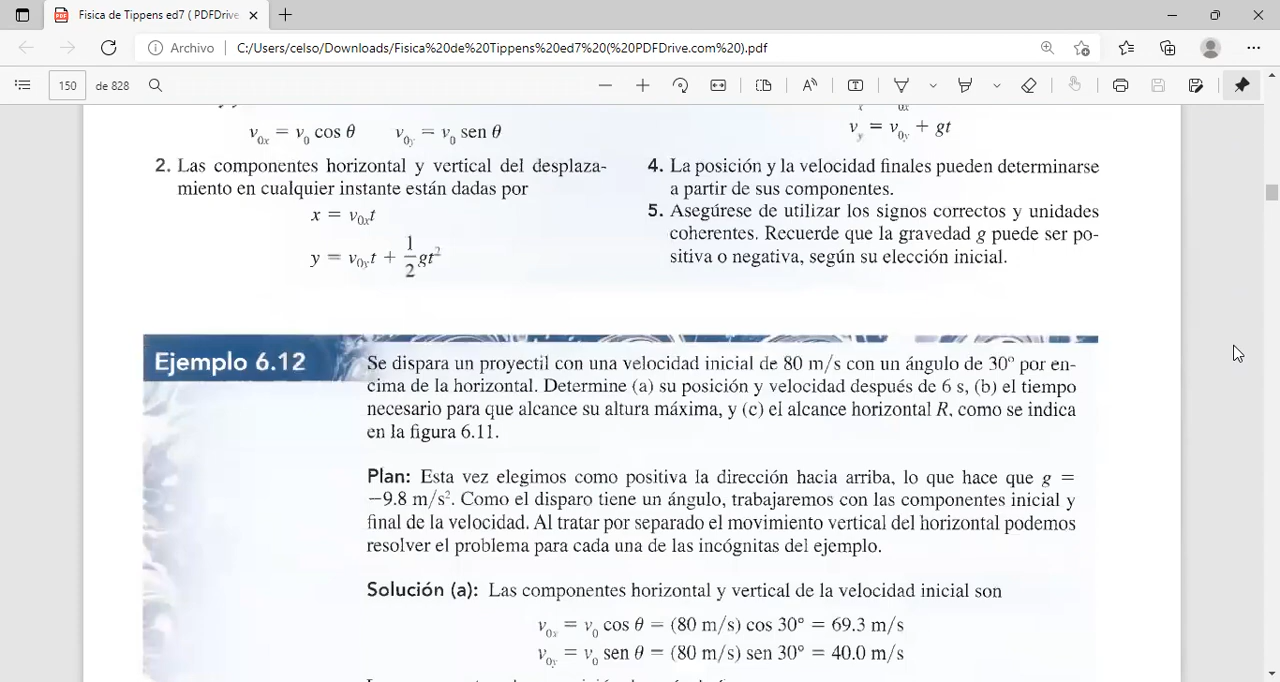 Fisica de Tippens ed7 ( PDFDrive
Archivo
C:/Users/celso/Downloads/Fisica%20de%20Tippens%20ed7%20(%20PDFDrive.com%20).pdf
150 de 828
v₀ₓ = v₀ cos θ v₀ᵧ = v₀ sen θ
2. Las componentes horizontal y vertical del desplaza-
miento en cualquier instante están dadas por
x = v₀ₓt
y = v₀ᵧt + 1/2 gt²
vᵧ = v₀ᵧ + gt
4. La posición y la velocidad finales pueden determinarse
a partir de sus componentes.
5. Asegúrese de utilizar los signos correctos y unidades
coherentes. Recuerde que la gravedad g puede ser po-
sitiva o negativa, según su elección inicial.
Ejemplo 6.12
Se dispara un proyectil con una velocidad inicial de 80 m/s con un ángulo de 30° por en-
cima de la horizontal. Determine (a) su posición y velocidad después de 6 s, (b) el tiempo
necesario para que alcance su altura máxima, y (c) el alcance horizontal R, como se indica
en la figura 6.11.
Plan: Esta vez elegimos como positiva la dirección hacia arriba, lo que hace que g =
−9.8 m/s². Como el disparo tiene un ángulo, trabajaremos con las componentes inicial y
final de la velocidad. Al tratar por separado el movimiento vertical del horizontal podemos
resolver el problema para cada una de las incógnitas del ejemplo.
Solución (a): Las componentes horizontal y vertical de la velocidad inicial son
v₀ₓ = v₀ cos θ = (80 m/s) cos 30° = 69.3 m/s
v₀ᵧ = v₀ sen θ = (80 m/s) sen 30° = 40.0 m/s